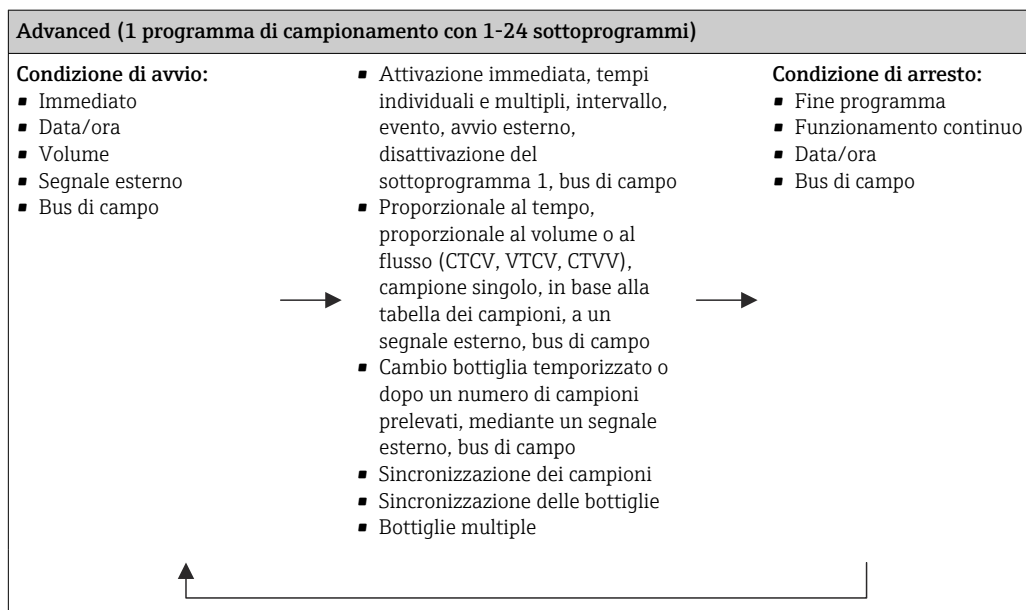 Advanced (1 programma di campionamento con 1-24 sottoprogrammi)
Condizione di avvio:
▪ Immediato
▪ Data/ora
▪ Volume
▪ Segnale esterno
▪ Bus di campo
▪ Attivazione immediata, tempi
individuali e multipli, intervallo,
evento, avvio esterno,
disattivazione del
sottoprogramma 1, bus di campo
▪ Proporzionale al tempo,
proporzionale al volume o al
flusso (CTCV, VTCV, CTVV),
campione singolo, in base alla
tabella dei campioni, a un
segnale esterno, bus di campo
▪ Cambio bottiglia temporizzato o
dopo un numero di campioni
prelevati, mediante un segnale
esterno, bus di campo
▪ Sincronizzazione dei campioni
▪ Sincronizzazione delle bottiglie
▪ Bottiglie multiple
Condizione di arresto:
▪ Fine programma
▪ Funzionamento continuo
▪ Data/ora
▪ Bus di campo